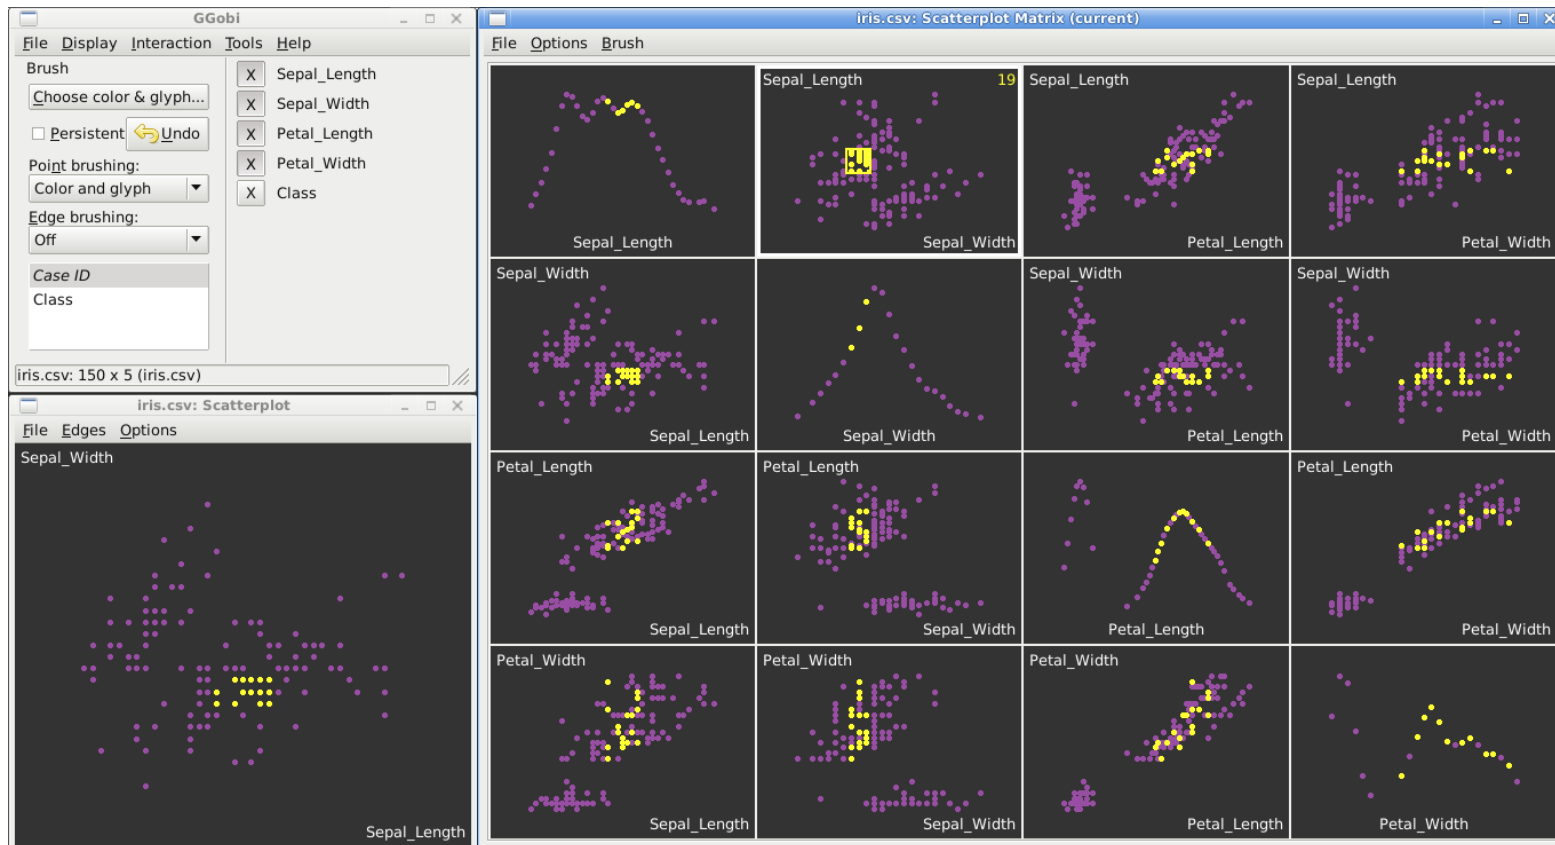 GGobi
File Display Interaction Tools Help
Brush
Choose color & glyph...
Persistent Undo
Point brushing:
Color and glyph
Edge brushing:
Off
Case ID
Class
X Sepal_Length
X Sepal_Width
X Petal_Length
X Petal_Width
X Class
iris.csv: 150 x 5 (iris.csv)
iris.csv: Scatterplot
File Edges Options
Sepal_Width
Sepal_Length
iris.csv: Scatterplot Matrix (current)
File Options Brush
Sepal_Length
Sepal_Length 19
Sepal_Width
Sepal_Length
Petal_Length
Sepal_Length
Petal_Width
Sepal_Width
Sepal_Length
Sepal_Width
Sepal_Width
Petal_Length
Sepal_Width
Petal_Width
Petal_Length
Sepal_Length
Petal_Length
Sepal_Width
Petal_Length
Petal_Length
Petal_Width
Petal_Width
Sepal_Length
Petal_Width
Sepal_Width
Petal_Width
Petal_Length
Petal_Width